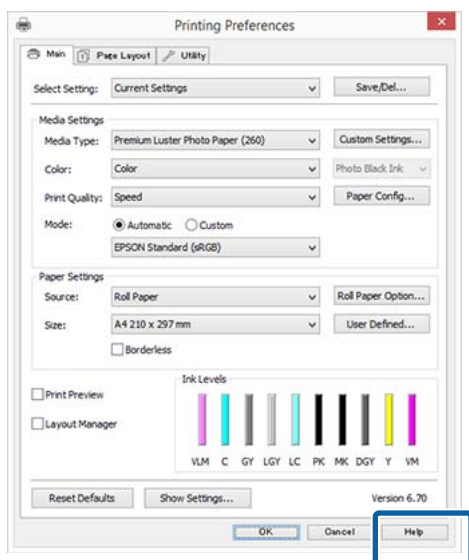 Printing Preferences
Main Page Layout Utility
Select Setting: Current Settings Save/Del...
Media Settings
Media Type: Premium Luster Photo Paper (260) Custom Settings...
Color: Color Photo Black Ink
Print Quality: Speed Paper Config...
Mode: Automatic Custom
EPSON Standard (sRGB)
Paper Settings
Source: Roll Paper Roll Paper Option...
Size: A4 210 x 297 mm User Defined...
Borderless
Ink Levels
Print Preview
Layout Manager
VLM C GY LGY LC PK MK DGY Y VM
Reset Defaults Show Settings... Version 6.70
OK Cancel Help